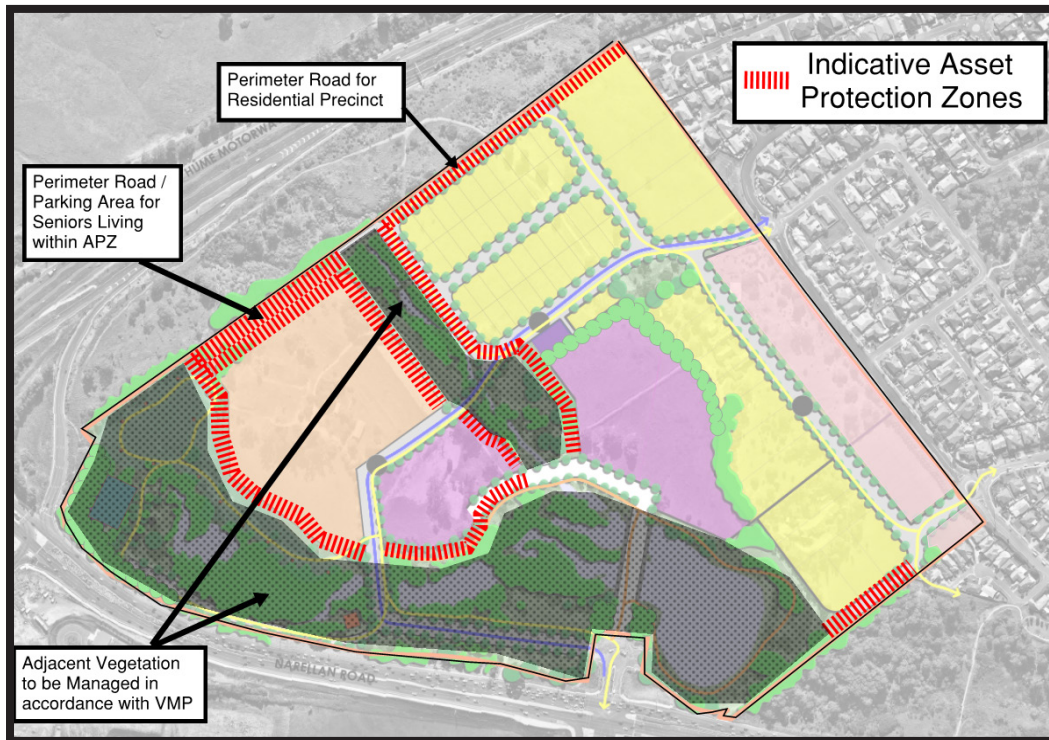 Indicative Asset
Protection Zones
Perimeter Road for
Residential Precinct
HUME MOTORWAY
Perimeter Road /
Parking Area for
Seniors Living
within APZ
Adjacent Vegetation
to be Managed in
accordance with VMP
NARELLAN ROAD